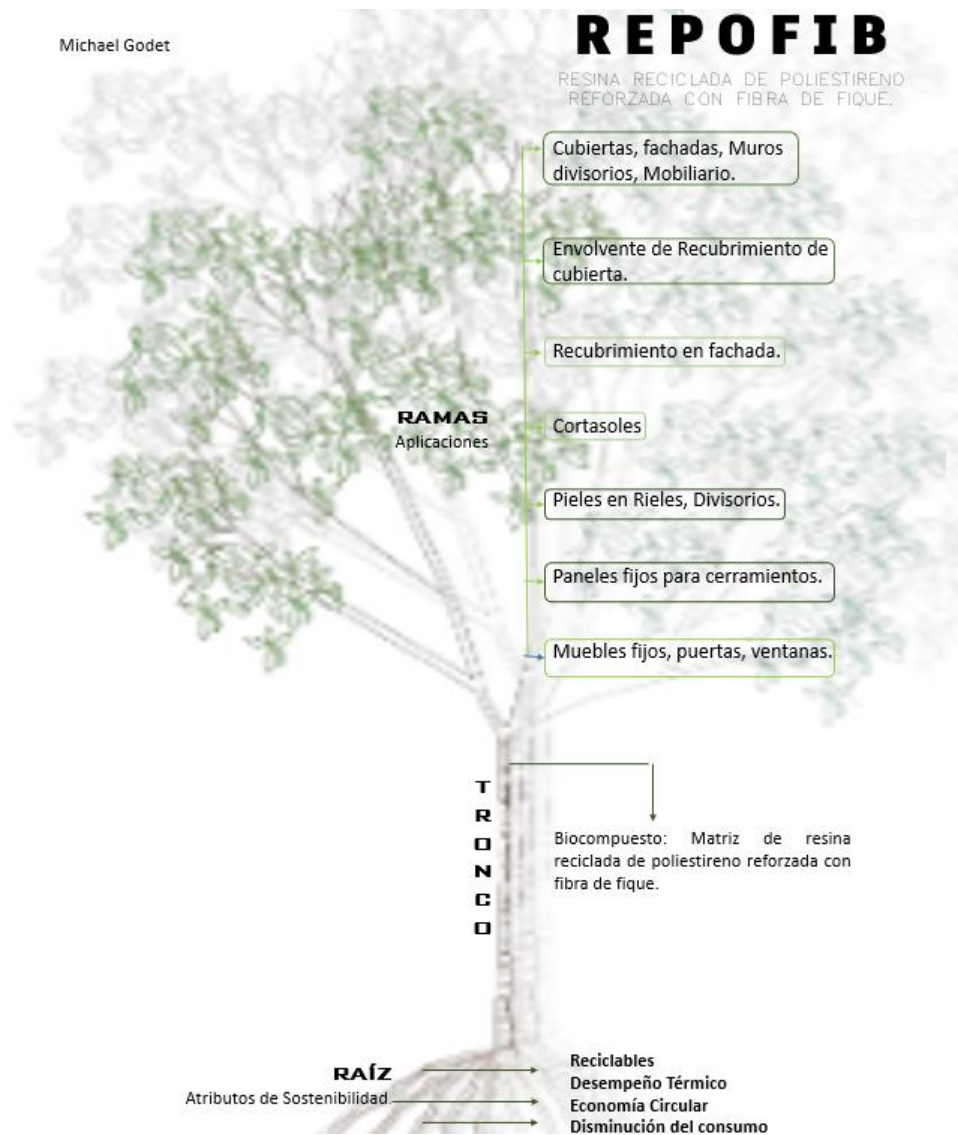 Michael Godet
REPOFIB
RESINA RECICLADA DE POLIESTIRENO
REFORZADA CON FIBRA DE FIQUE.
Cubiertas, fachadas, Muros
divisorios, Mobiliario.
Envolvente de Recubrimiento de
cubierta.
Recubrimiento en fachada.
RAMAS
Aplicaciones
Cortasoles
Pieles en Rieles, Divisorios.
Paneles fijos para cerramientos.
Muebles fijos, puertas, ventanas.
TRONCO
Biocompuesto: Matriz de resina
reciclada de poliestireno reforzada con
fibra de fique.
RAÍZ
Atributos de Sostenibilidad.
Reciclables
Desempeño Térmico
Economía Circular
Disminución del consumo